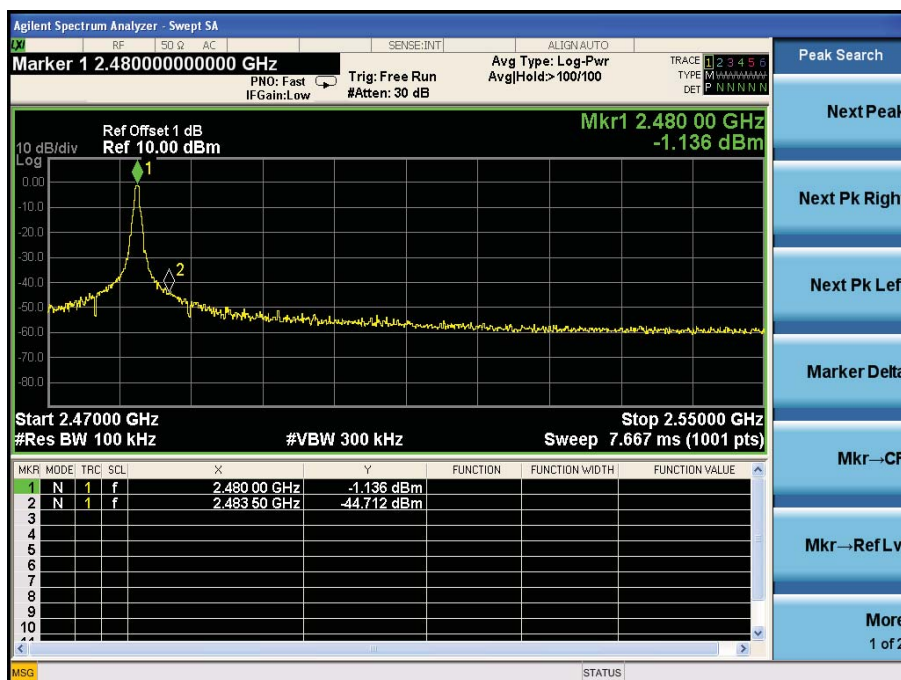 Agilent Spectrum Analyzer - Swept SA
LXI RF 50 Ω AC SENSE:INT ALIGN AUTO
Marker 1 2.480000000000 GHz
PNO: Fast
IFGain:Low
Trig: Free Run
#Atten: 30 dB
Avg Type: Log-Pwr
Avg|Hold:>100/100
TRACE 1 2 3 4 5 6
TYPE M
DET P N N N N N
Peak Search
Next Peak
Next Pk Righ
Next Pk Lef
Marker Delta
Mkr→CF
Mkr→Ref Lv
More
1 of 2
Ref Offset 1 dB
10 dB/div Ref 10.00 dBm
Log
Mkr1 2.480 00 GHz
-1.136 dBm
0.00
-10.0
-20.0
-30.0
-40.0
-50.0
-60.0
-70.0
-80.0
1
2
Start 2.47000 GHz Stop 2.55000 GHz
#Res BW 100 kHz #VBW 300 kHz Sweep 7.667 ms (1001 pts)
MKR MODE TRC SCL X Y FUNCTION FUNCTION WIDTH FUNCTION VALUE
1 N 1 f 2.480 00 GHz -1.136 dBm
2 N 1 f 2.483 50 GHz -44.712 dBm
3
4
5
6
7
8
9
10
11
MSG STATUS